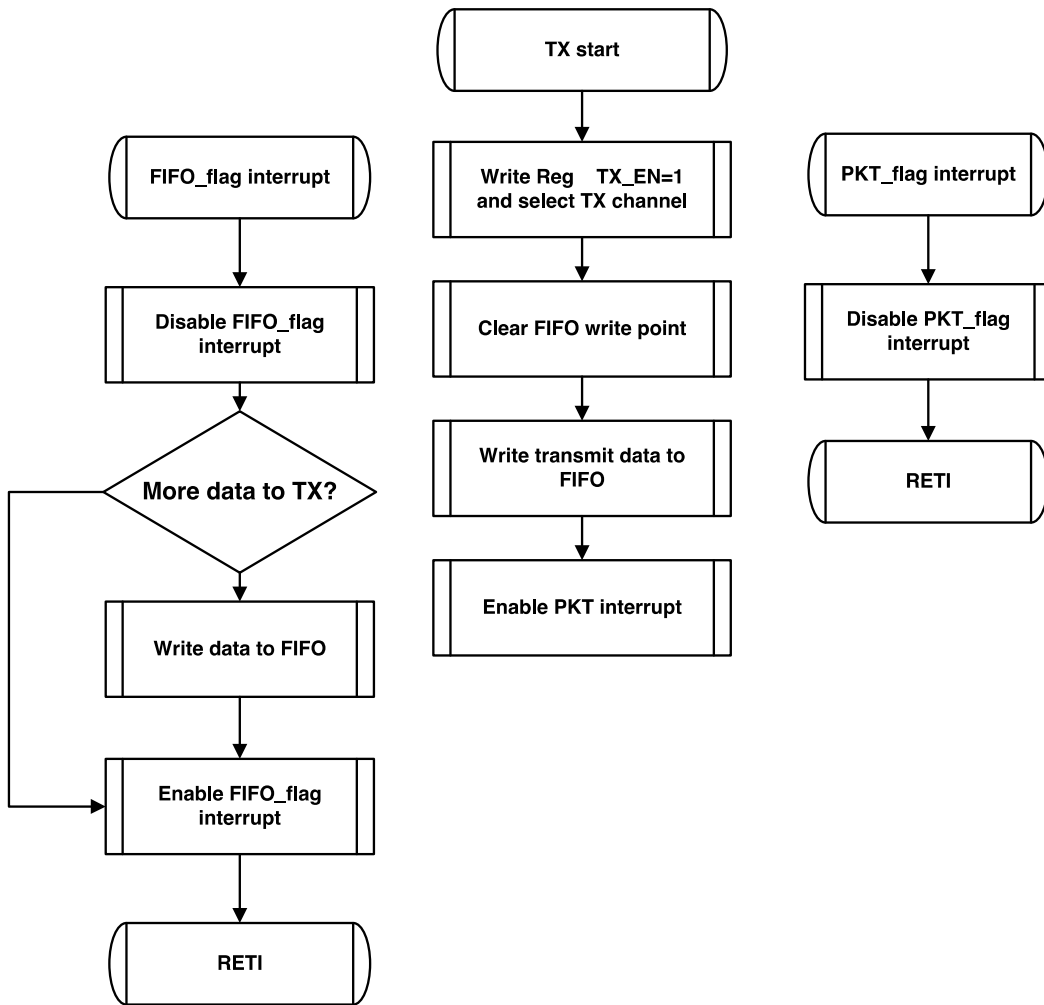 TX start
Write Reg TX_EN=1
and select TX channel
Clear FIFO write point
Write transmit data to
FIFO
Enable PKT interrupt
FIFO_flag interrupt
Disable FIFO_flag
interrupt
More data to TX?
Write data to FIFO
Enable FIFO_flag
interrupt
RETI
PKT_flag interrupt
Disable PKT_flag
interrupt
RETI